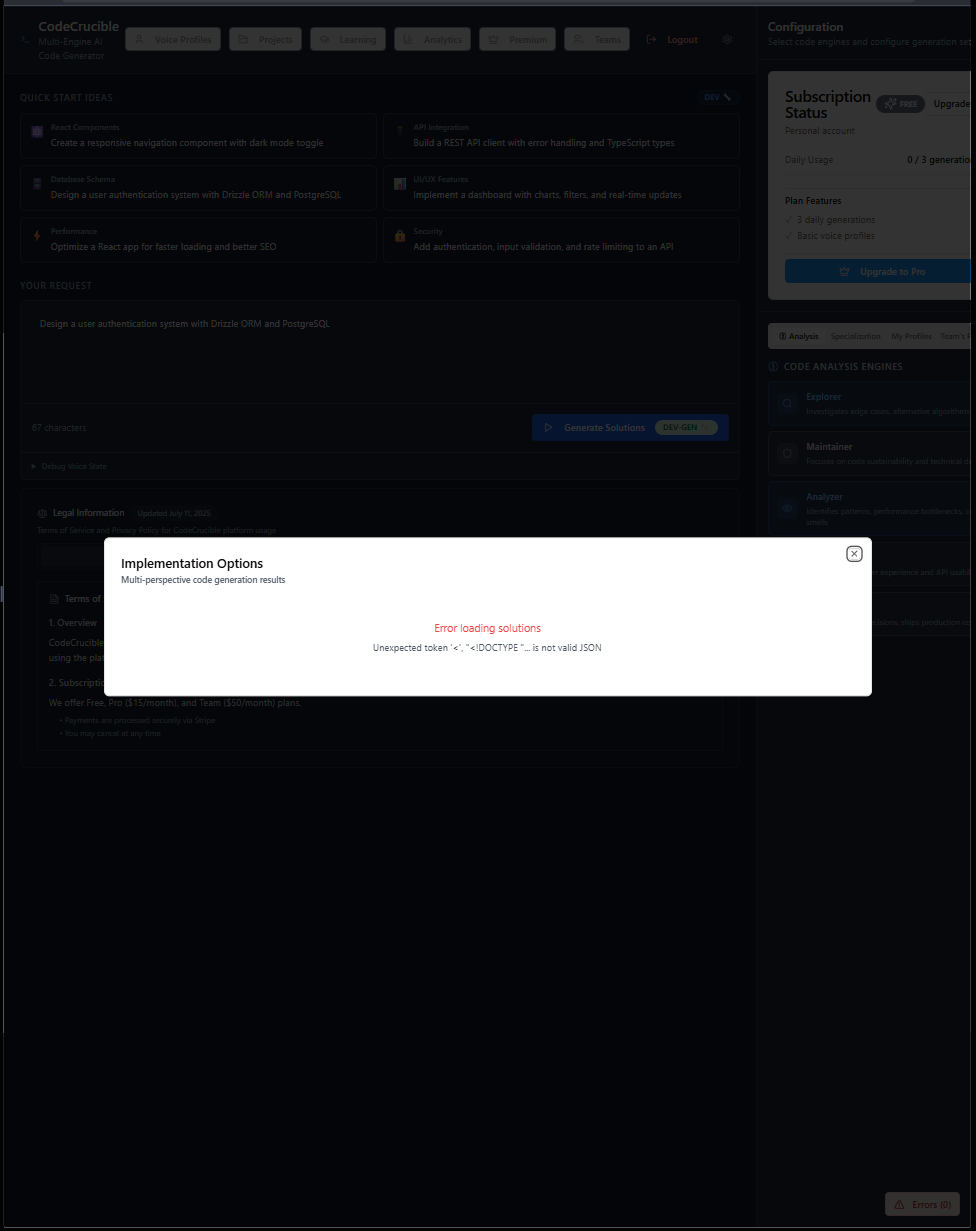 CodeCrucible
Multi-Engine AI
Code Generator
Voice Profiles
Projects
Learning
Analytics
Premium
Teams
Logout
QUICK START IDEAS
DEV
React Components
Create a responsive navigation component with dark mode toggle
API Integration
Build a REST API client with error handling and TypeScript types
Database Schema
Design a user authentication system with Drizzle ORM and PostgreSQL
UI/UX Features
Implement a dashboard with charts, filters, and real-time updates
Performance
Optimize a React app for faster loading and better SEO
Security
Add authentication, input validation, and rate limiting to an API
YOUR REQUEST
Design a user authentication system with Drizzle ORM and PostgreSQL
67 characters
Generate Solutions
DEV-GEN
Debug Voice State
Legal Information
Updated July 11, 2025
Terms of Service and Privacy Policy for CodeCrucible platform usage
Terms of
1. Overview
CodeCrucible
using the
2. Subscripti
We offer Free, Pro ($15/month), and Team ($50/month) plans.
• Payments are processed securely via Stripe
• You may cancel at any time
Implementation Options
Multi-perspective code generation results
Error loading solutions
Unexpected token '<', "<!DOCTYPE "... is not valid JSON
Configuration
Select code engines and configure generation set
Subscription
Status
FREE
Upgrade
Personal account
Daily Usage
0 / 3 generatio
Plan Features
✓ 3 daily generations
✓ Basic voice profiles
Upgrade to Pro
Analysis
Specialization
My Profiles
Team's
CODE ANALYSIS ENGINES
Explorer
Investigates edge cases, alternative algorithms
Maintainer
Focuses on code sustainability and technical
Analyzer
Identifies patterns, performance bottlenecks,
smells
experience and API usabi
ships production
Errors (0)